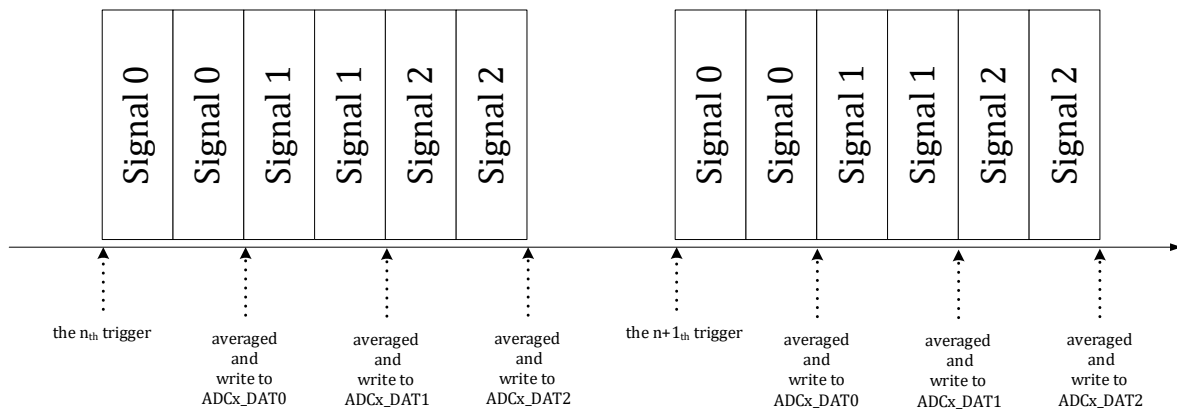 Signal 0
Signal 0
Signal 1
Signal 1
Signal 2
Signal 2
Signal 0
Signal 0
Signal 1
Signal 1
Signal 2
Signal 2
the nth trigger
averaged
and
write to
ADCx_DAT0
averaged
and
write to
ADCx_DAT1
averaged
and
write to
ADCx_DAT2
the n+1th trigger
averaged
and
write to
ADCx_DAT0
averaged
and
write to
ADCx_DAT1
averaged
and
write to
ADCx_DAT2